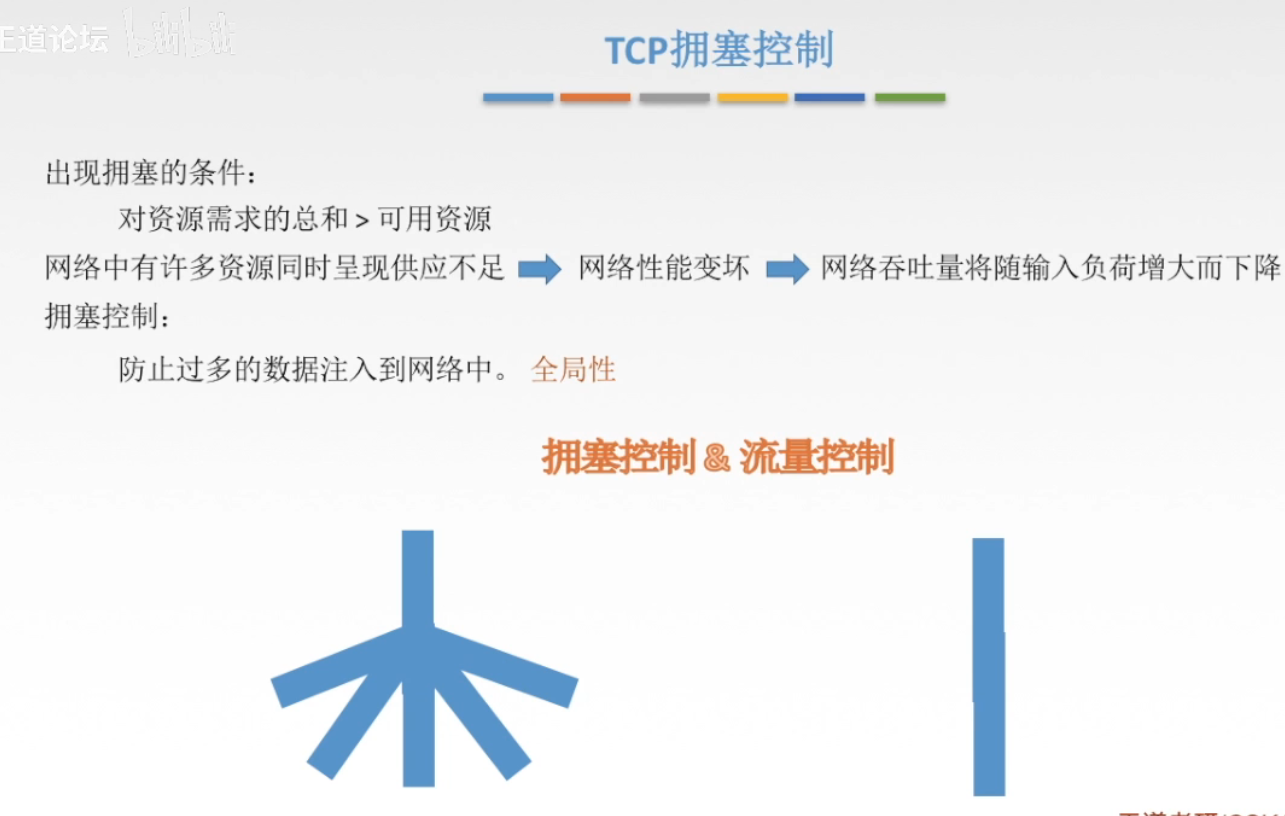 王道论坛 bilibili
TCP拥塞控制
出现拥塞的条件：
对资源需求的总和 > 可用资源
网络中有许多资源同时呈现供应不足 网络性能变坏 网络吞吐量将随输入负荷增大而下降
拥塞控制：
防止过多的数据注入到网络中。 全局性
拥塞控制 & 流量控制